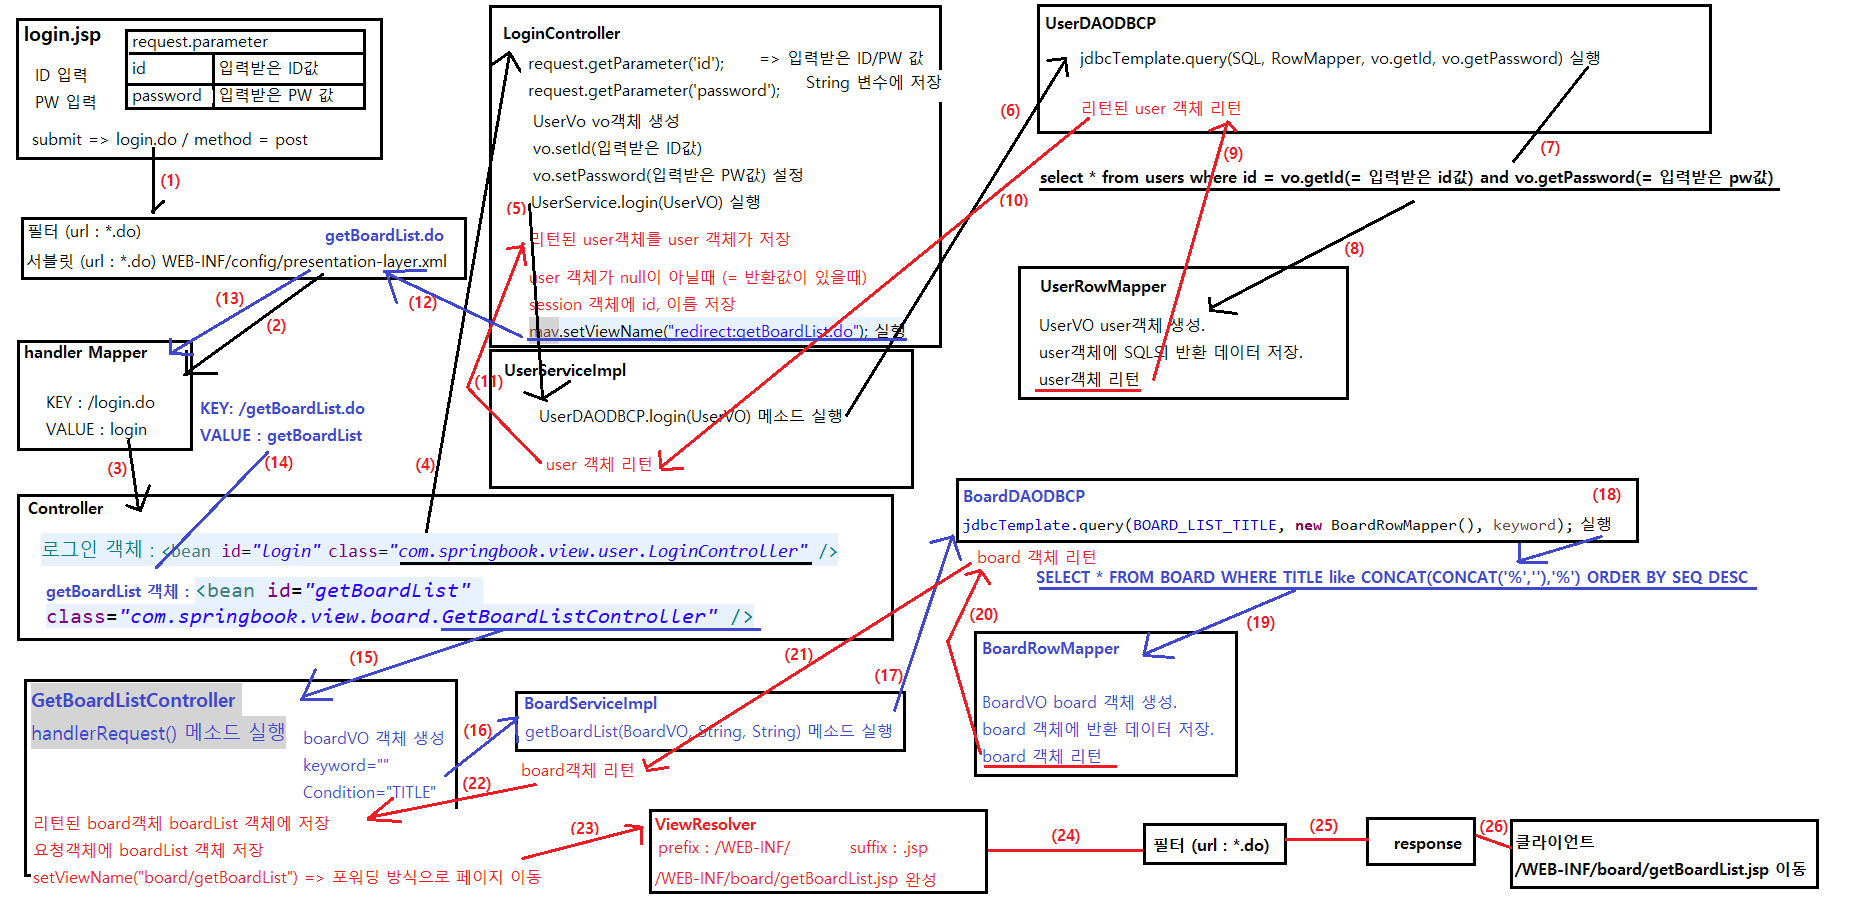 login.jsp
request.parameter
id
입력받은 ID값
password
입력받은 PW 값
ID 입력
PW 입력
submit => login.do / method = post
(1)
필터 (url : *.do)
getBoardList.do
서블릿 (url : *.do) WEB-INF/config/presentation-layer.xml
(13)
(2)
(12)
handler Mapper
KEY : /login.do
VALUE : login
KEY: /getBoardList.do
VALUE : getBoardList
(3)
(14)
(4)
LoginController
request.getParameter('id');
=> 입력받은 ID/PW 값
String 변수에 저장
request.getParameter('password');
UserVo vo객체 생성
vo.setId(입력받은 ID값)
vo.setPassword(입력받은 PW값) 설정
(5)
UserService.login(UserVO) 실행
리턴된 user객체를 user 객체가 저장
user 객체가 null이 아닐때 (= 반환값이 있을때)
session 객체에 id, 이름 저장
mav.setViewName("redirect:getBoardList.do"); 실행
UserServiceImpl
(11)
UserDAODBCP.login(UserVO) 메소드 실행
user 객체 리턴
UserDAODBCP
jdbcTemplate.query(SQL, RowMapper, vo.getId, vo.getPassword) 실행
(6)
리턴된 user 객체 리턴
(9)
(7)
select * from users where id = vo.getId(= 입력받은 id값) and vo.getPassword(= 입력받은 pw값)
(10)
(8)
UserRowMapper
UserVO user객체 생성.
user객체에 SQL의 반환 데이터 저장.
user객체 리턴
Controller
로그인 객체 : <bean id="login" class="com.springbook.view.user.LoginController" />
getBoardList 객체 : <bean id="getBoardList"
class="com.springbook.view.board.GetBoardListController" />
(15)
GetBoardListController
handlerRequest() 메소드 실행
boardVO 객체 생성
keyword=""
Condition="TITLE"
(16)
BoardServiceImpl
getBoardList(BoardVO, String, String) 메소드 실행
board객체 리턴
(17)
(21)
(22)
BoardDAODBCP
(18)
jdbcTemplate.query(BOARD_LIST_TITLE, new BoardRowMapper(), keyword); 실행
board 객체 리턴
SELECT * FROM BOARD WHERE TITLE like CONCAT(CONCAT('%',''),'%') ORDER BY SEQ DESC
(20)
(19)
BoardRowMapper
BoardVO board 객체 생성.
board 객체에 반환 데이터 저장.
board 객체 리턴
리턴된 board객체 boardList 객체에 저장
요청객체에 boardList 객체 저장
setViewName("board/getBoardList") => 포워딩 방식으로 페이지 이동
(23)
ViewResolver
prefix : /WEB-INF/
suffix : .jsp
/WEB-INF/board/getBoardList.jsp 완성
(24)
필터 (url : *.do)
(25)
response
(26)
클라이언트
/WEB-INF/board/getBoardList.jsp 이동